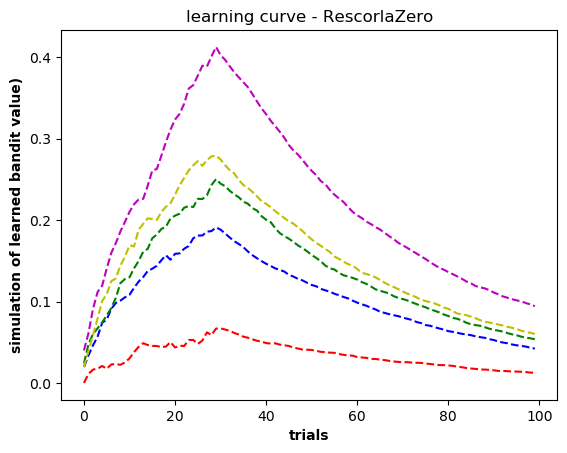 learning curve - RescorlaZero
simulation of learned bandit value)
0.4
0.3
0.2
0.1
0.0
0 20 40 60 80 100
trials